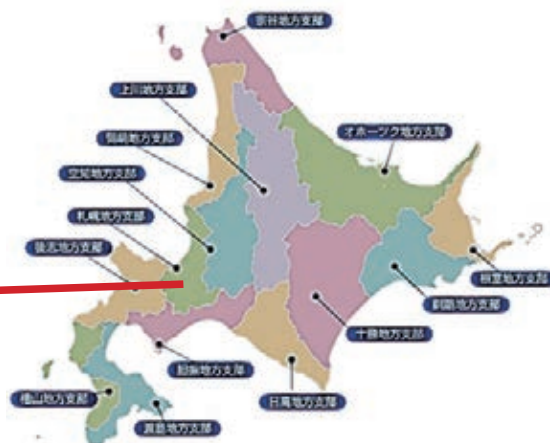 宗谷地方支部
上川地方支部
留萌地方支部
オホーツク地方支部
空知地方支部
札幌地方支部
後志地方支部
根室地方支部
釧路地方支部
十勝地方支部
胆振地方支部
日高地方支部
檜山地方支部
渡島地方支部